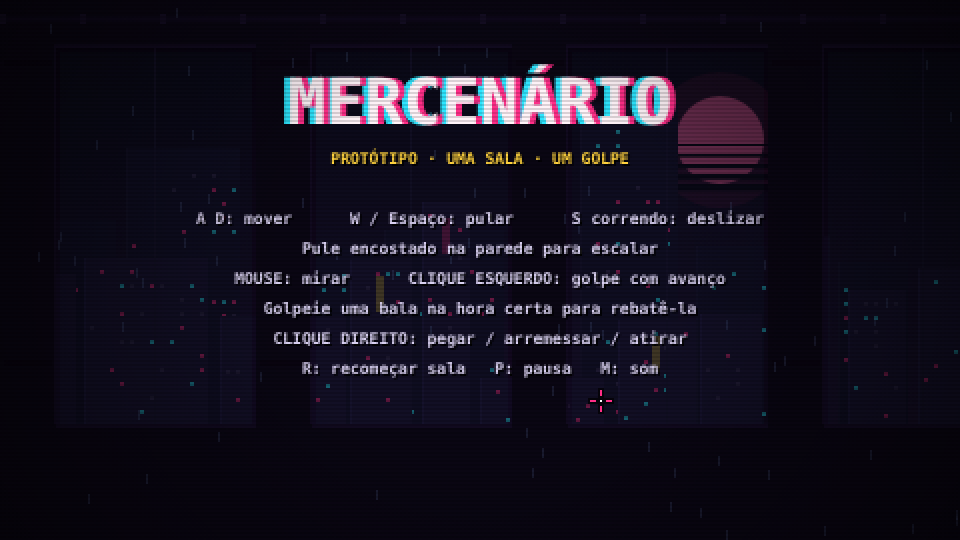 MERCENÁRIO
PROTÓTIPO · UMA SALA · UM GOLPE
A D: mover W / Espaço: pular S correndo: deslizar
Pule encostado na parede para escalar
MOUSE: mirar CLIQUE ESQUERDO: golpe com avanço
Golpeie uma bala na hora certa para rebatê-la
CLIQUE DIREITO: pegar / arremessar / atirar
R: recomeçar sala P: pausa M: som